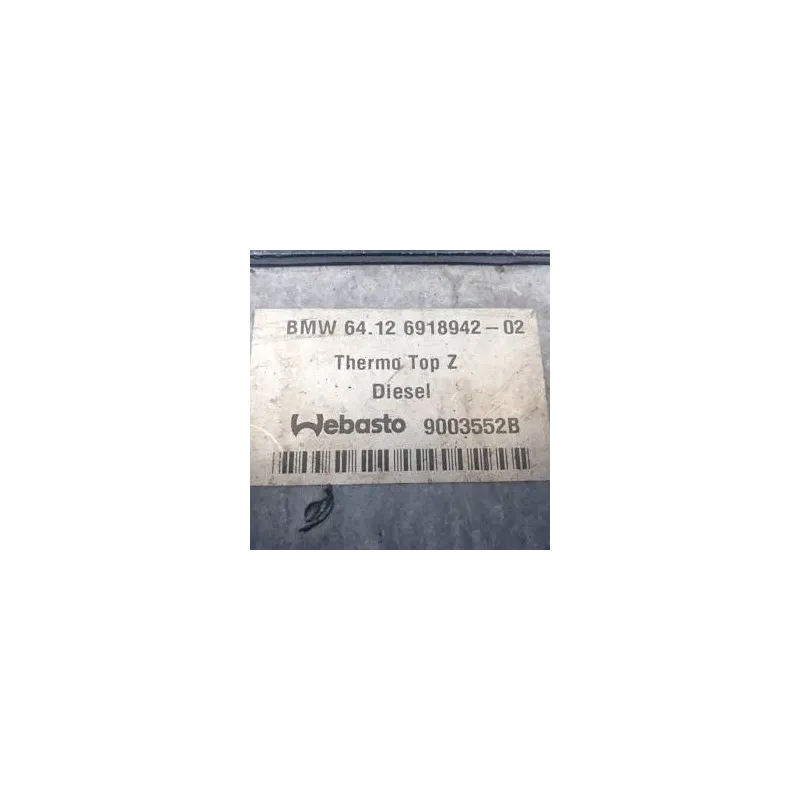 BMW 64.12 6918942-02
Thermo Top Z
Diesel
Webasto 9003552B